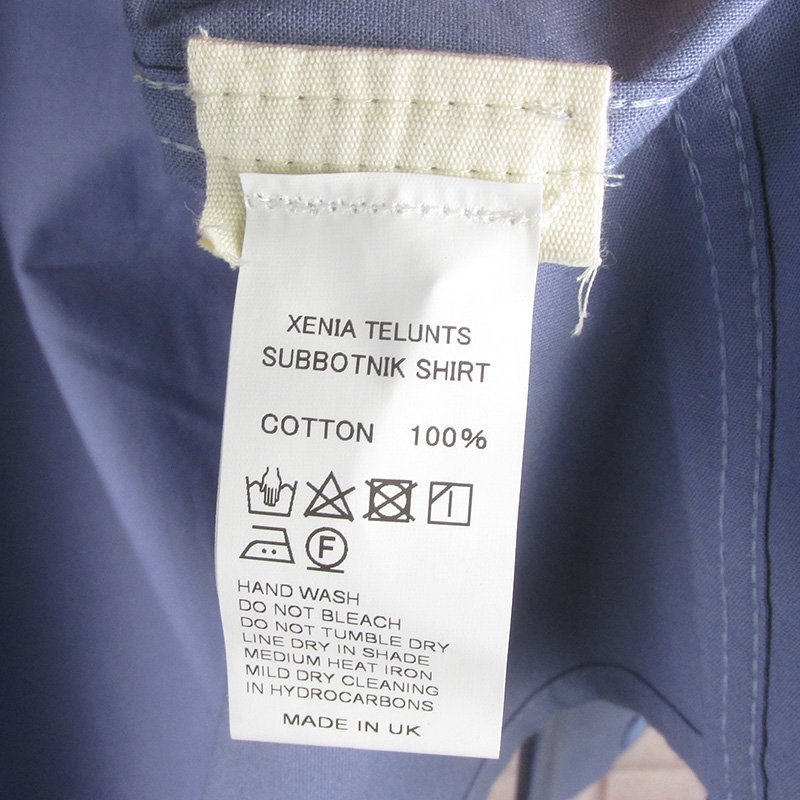 XENIA TELUNTS
SUBBOTNIK SHIRT
COTTON 100%
F
HAND WASH
DO NOT BLEACH
DO NOT TUMBLE DRY
LINE DRY IN SHADE
MEDIUM HEAT IRON
MILD DRY CLEANING
IN HYDROCARBONS
MADE IN UK